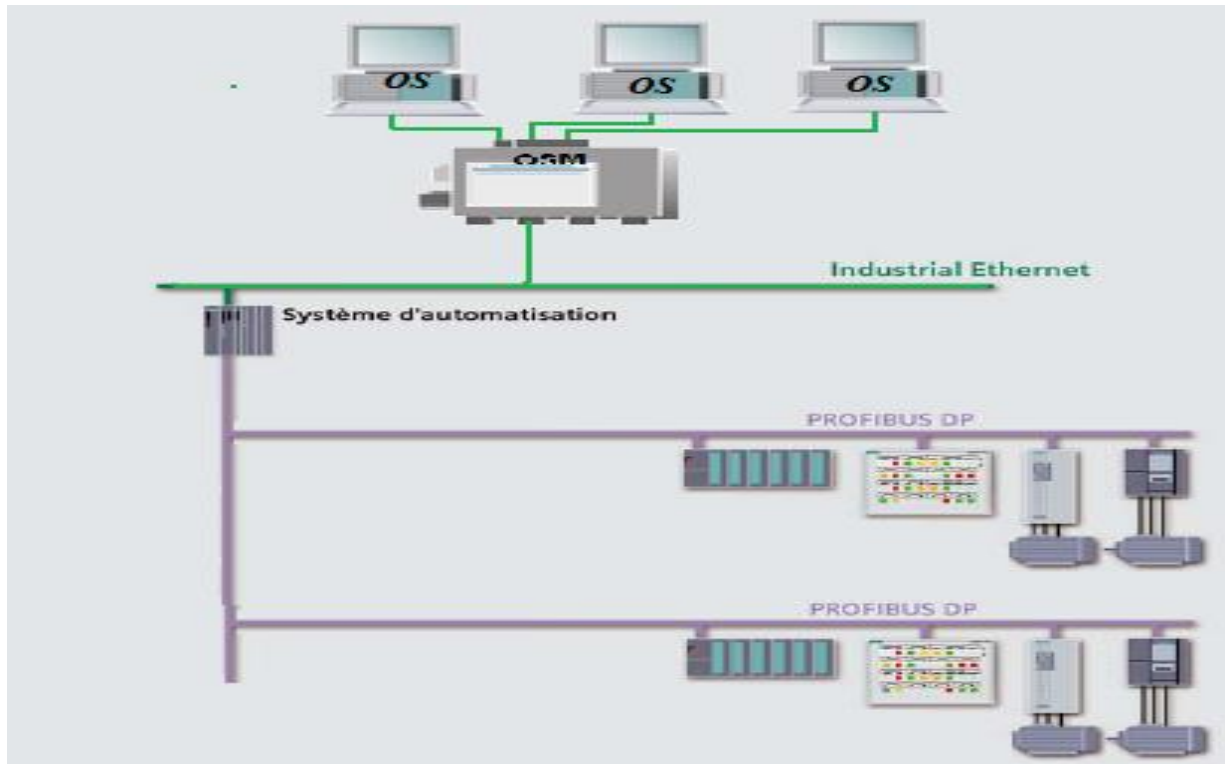 OS
OS
OS
OSM
Industrial Ethernet
Système d'automatisation
PROFIBUS DP
PROFIBUS DP